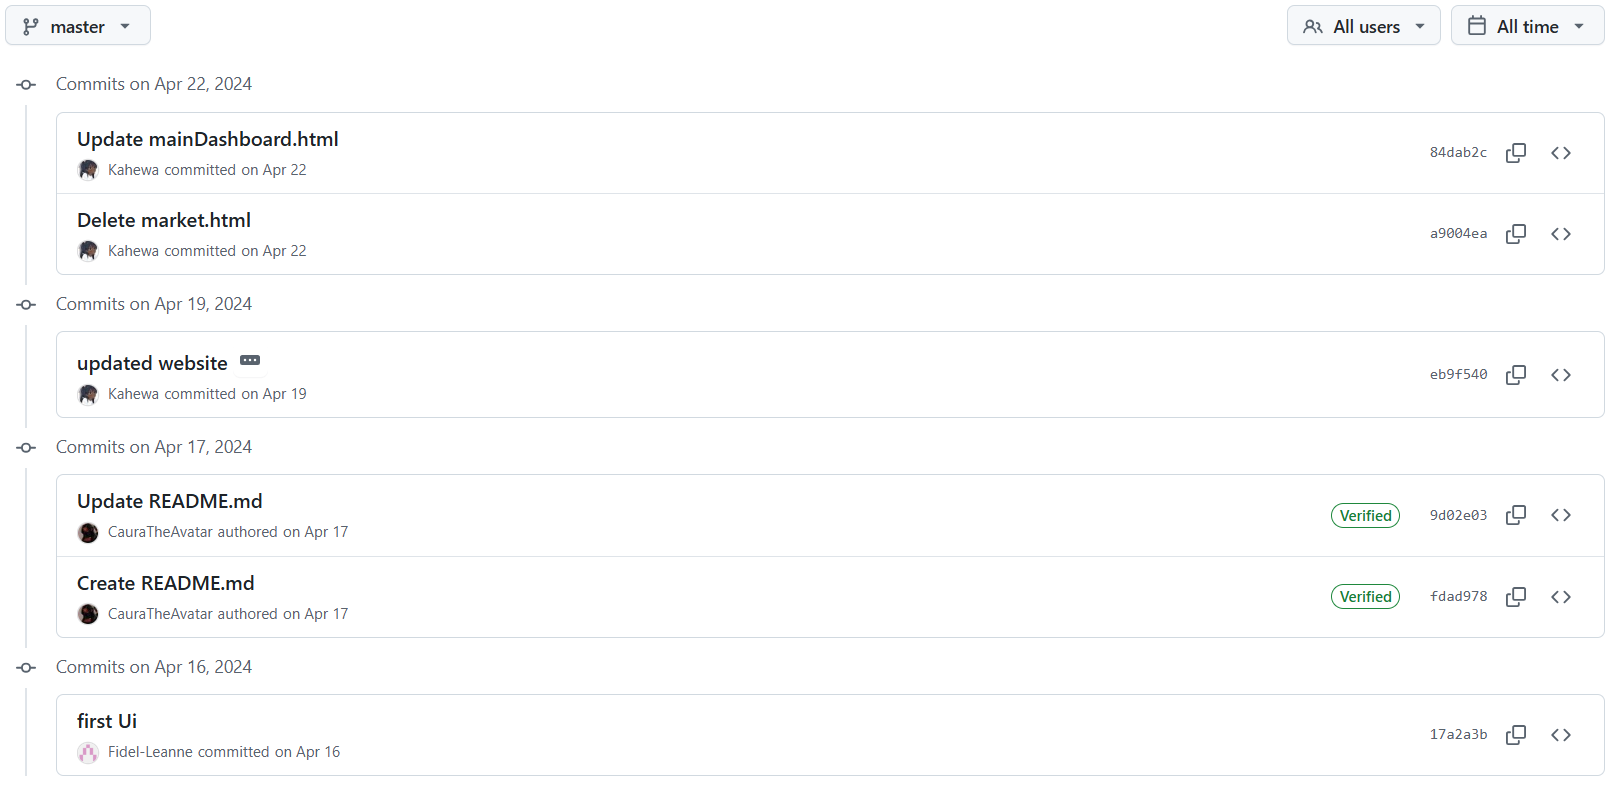 master
All users
All time
Commits on Apr 22, 2024
Update mainDashboard.html
Kahewa committed on Apr 22
84dab2c
Delete market.html
Kahewa committed on Apr 22
a9004ea
Commits on Apr 19, 2024
updated website
Kahewa committed on Apr 19
eb9f540
Commits on Apr 17, 2024
Update README.md
CauraTheAvatar authored on Apr 17
Verified
9d02e03
Create README.md
CauraTheAvatar authored on Apr 17
Verified
fdad978
Commits on Apr 16, 2024
first Ui
Fidel-Leanne committed on Apr 16
17a2a3b